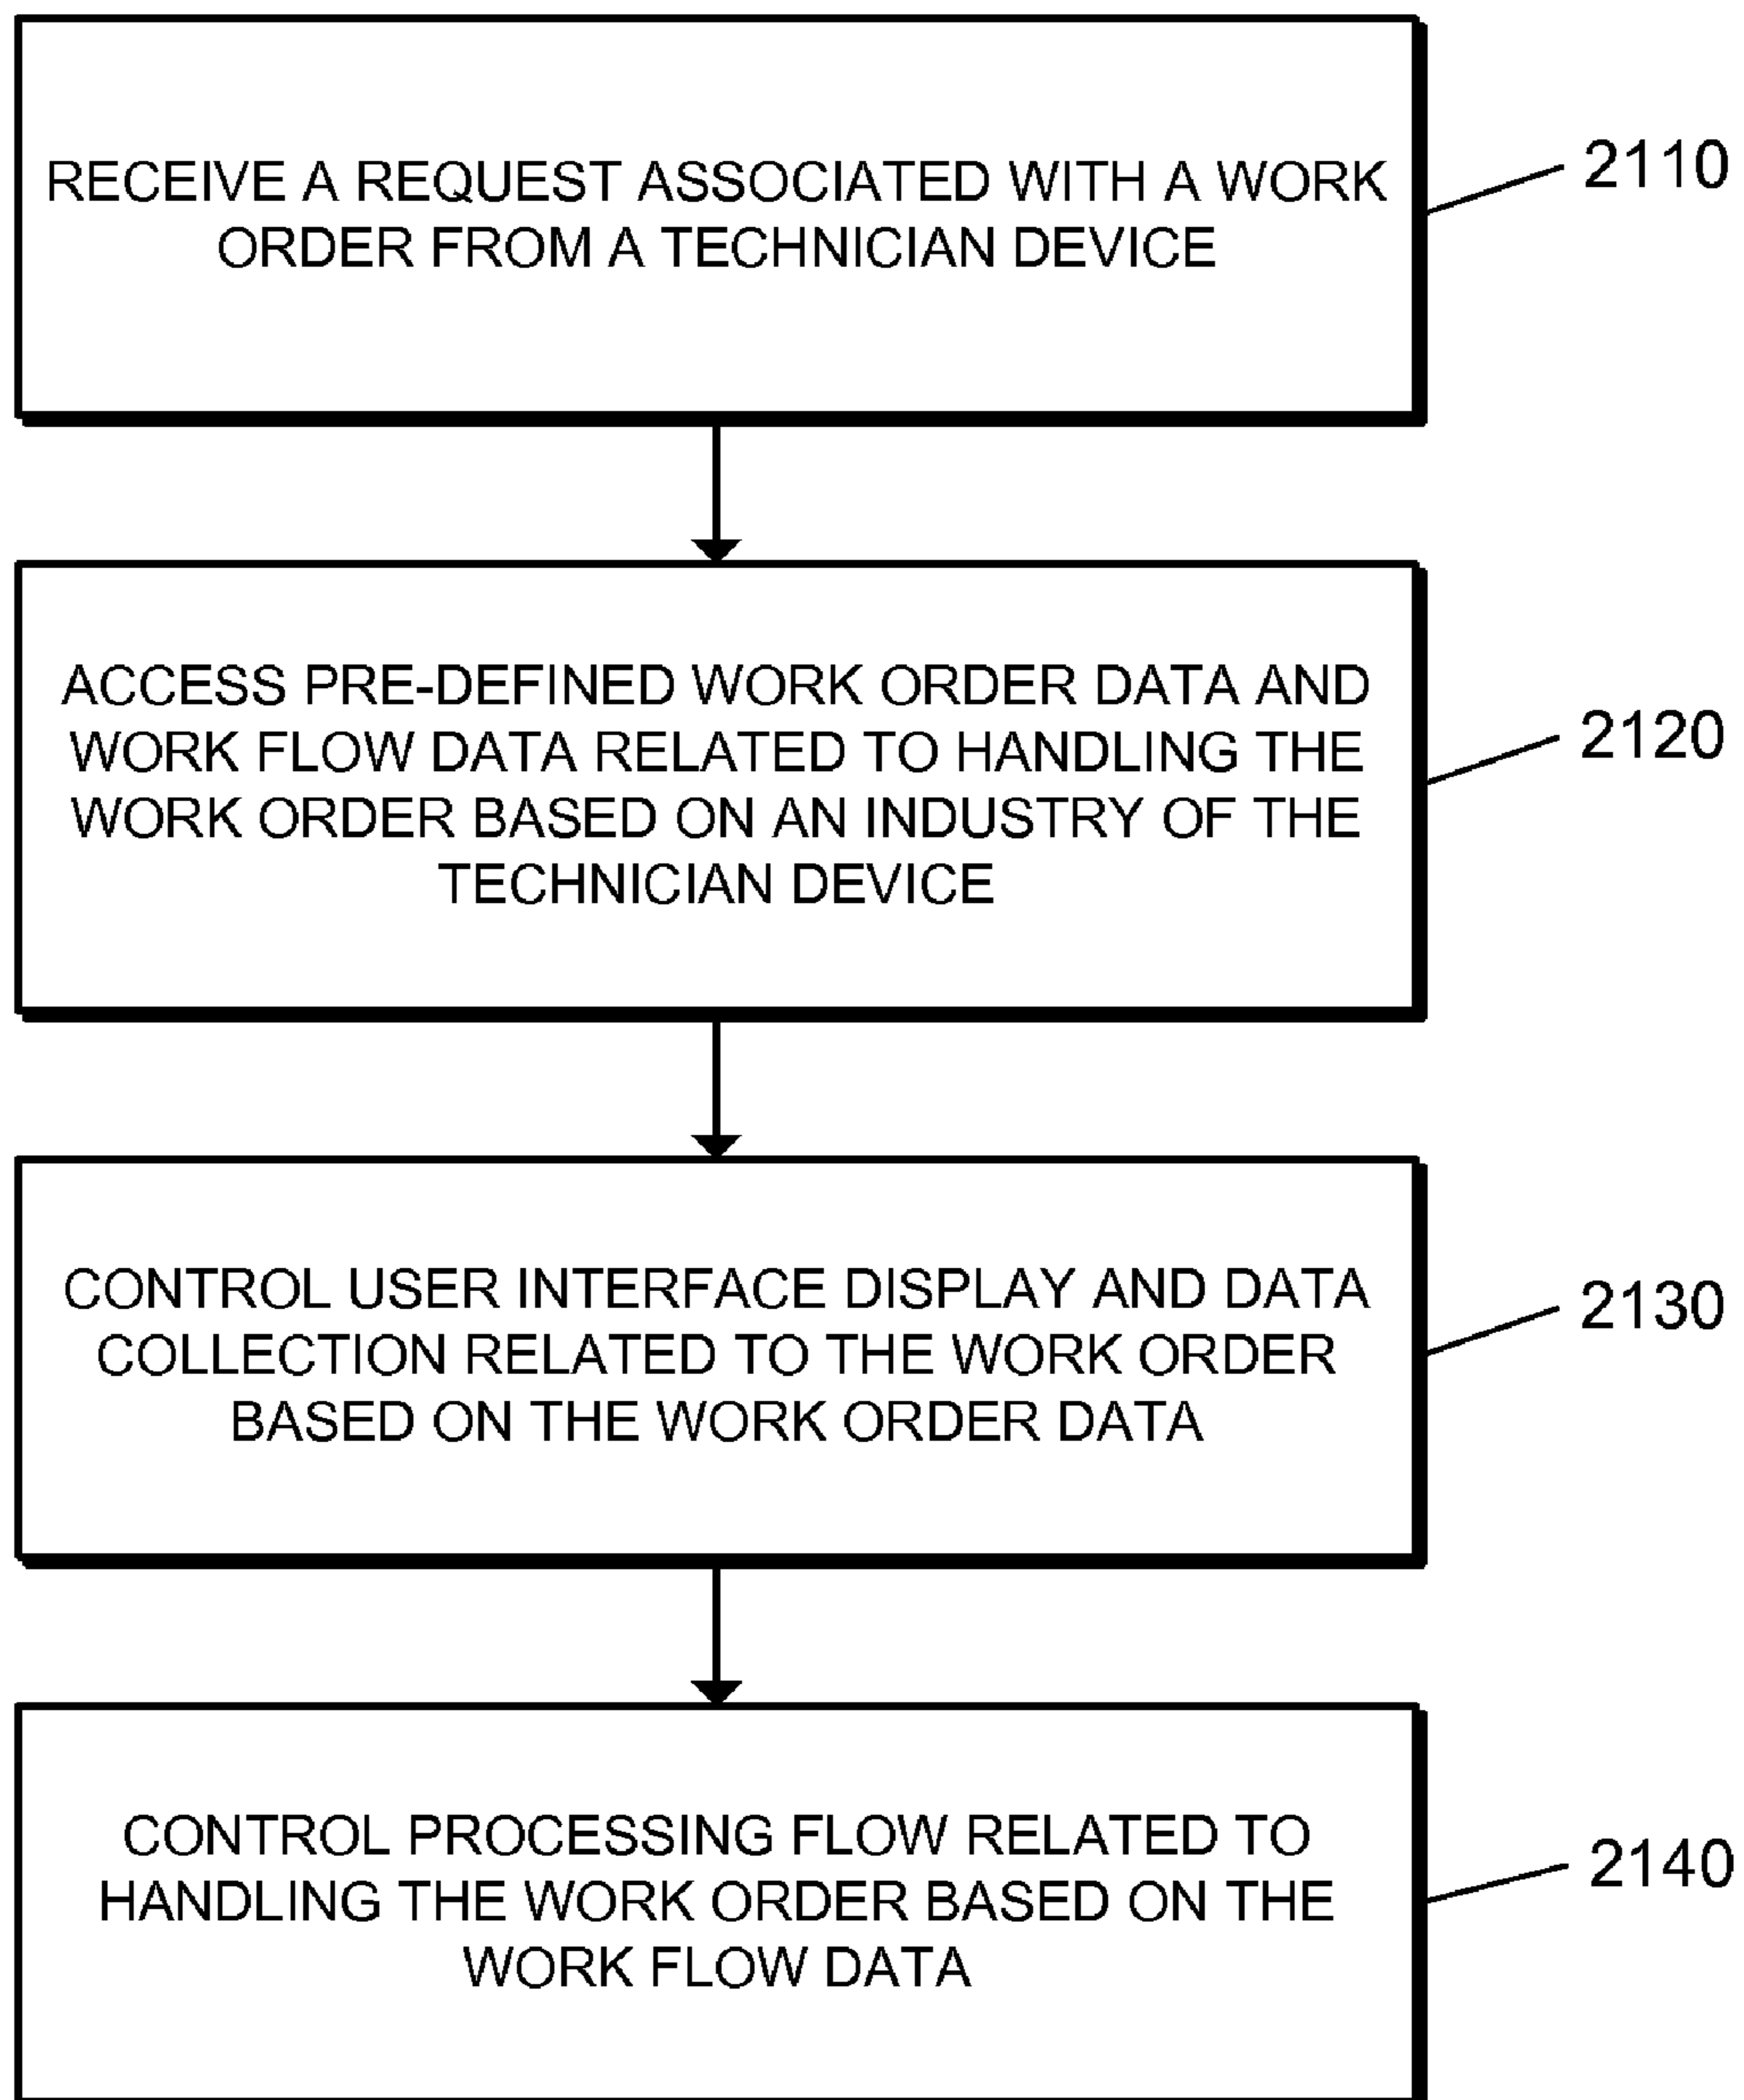 RECEIVE A REQUEST ASSOCIATED WITH A WORK
ORDER FROM A TECHNICIAN DEVICE
2110
ACCESS PRE-DEFINED WORK ORDER DATA AND
WORK FLOW DATA RELATED TO HANDLING THE
WORK ORDER BASED ON AN INDUSTRY OF THE
TECHNICIAN DEVICE
2120
CONTROL USER INTERFACE DISPLAY AND DATA
COLLECTION RELATED TO THE WORK ORDER
BASED ON THE WORK ORDER DATA
2130
CONTROL PROCESSING FLOW RELATED TO
HANDLING THE WORK ORDER BASED ON THE
WORK FLOW DATA
2140